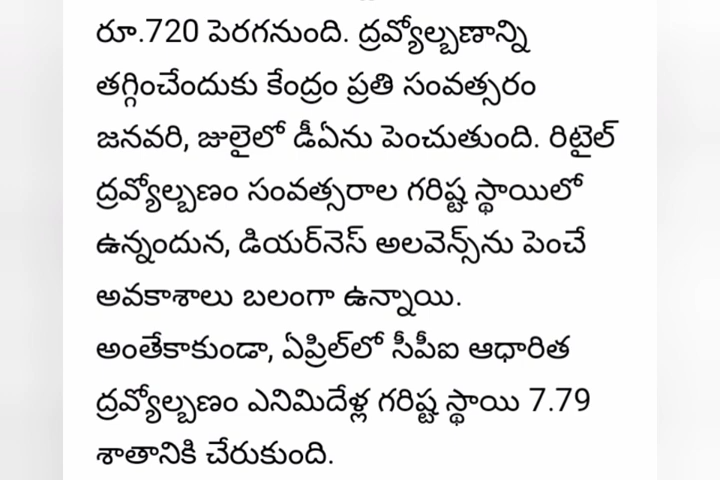 రూ.720 పెరగనుంది. ద్రవ్యోల్బణాన్ని
తగ్గించేందుకు కేంద్రం ప్రతి సంవత్సరం
జనవరి, జులైలో డీఏను పెంచుతుంది. రిటైల్
ద్రవ్యోల్బణం సంవత్సరాల గరిష్ట స్థాయిలో
ఉన్నందున, డియర్‌నెస్ అలవెన్స్‌ను పెంచే
అవకాశాలు బలంగా ఉన్నాయి.
అంతేకాకుండా, ఏప్రిల్‌లో సీపీఐ ఆధారిత
ద్రవ్యోల్బణం ఎనిమిదేళ్ల గరిష్ట స్థాయి 7.79
శాతానికి చేరుకుంది.